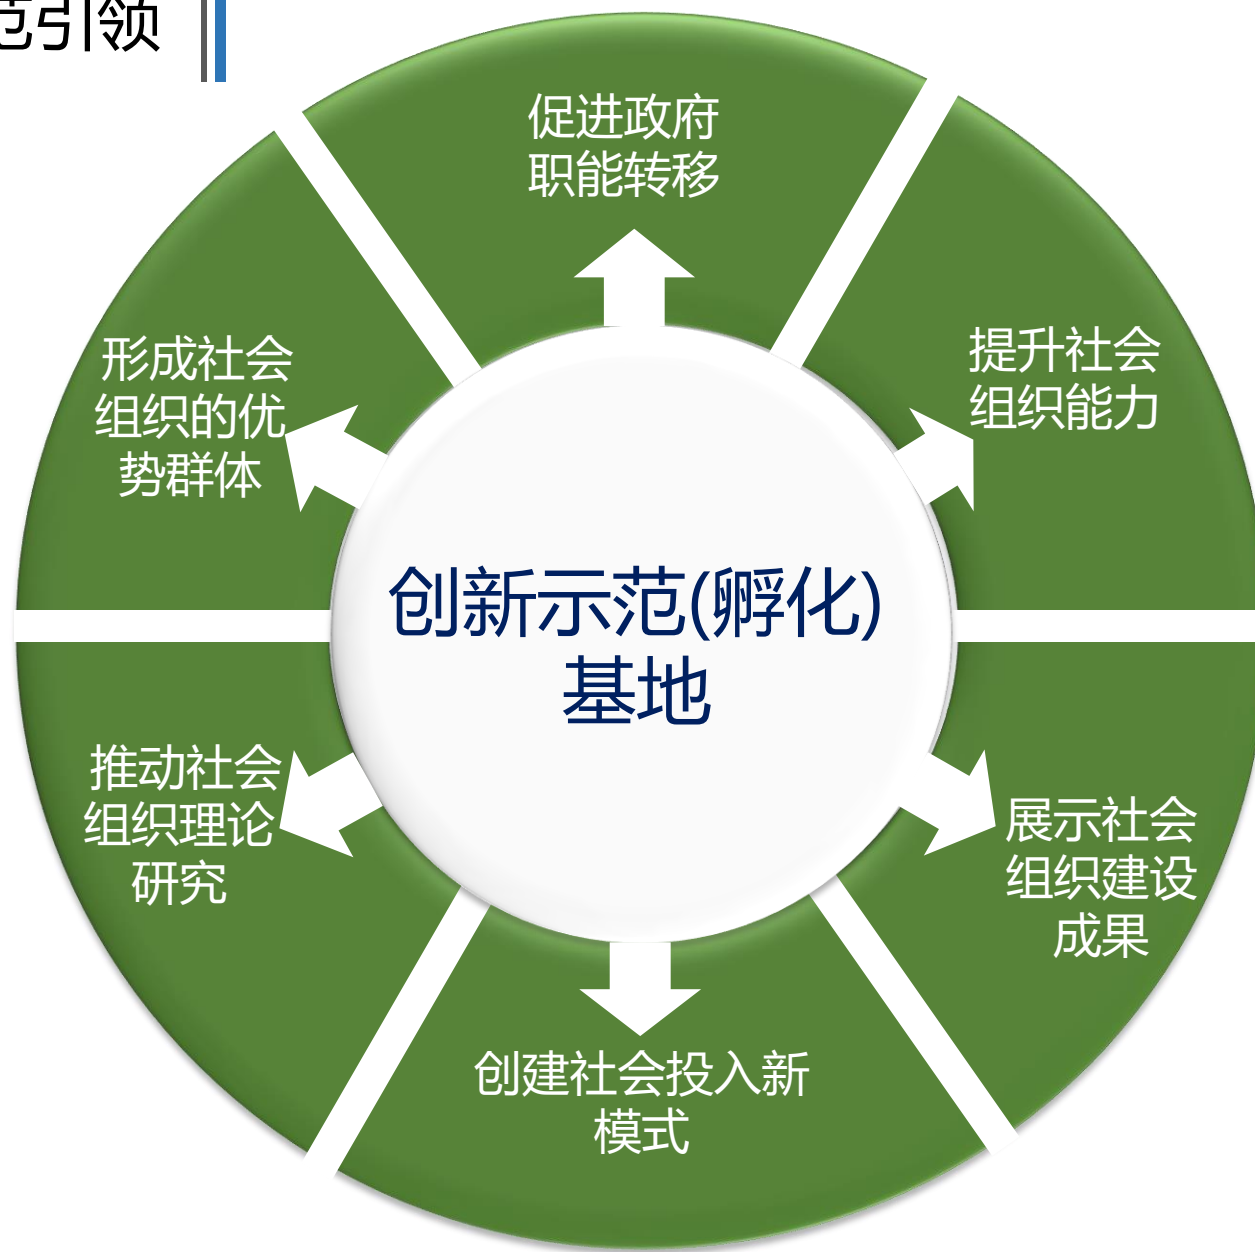 范引领
促进政府
职能转移
提升社会
组织能力
形成社会
组织的优
势群体
创新示范(孵化)
基地
推动社会
组织理论
研究
展示社会
组织建设
成果
创建社会投入新
模式